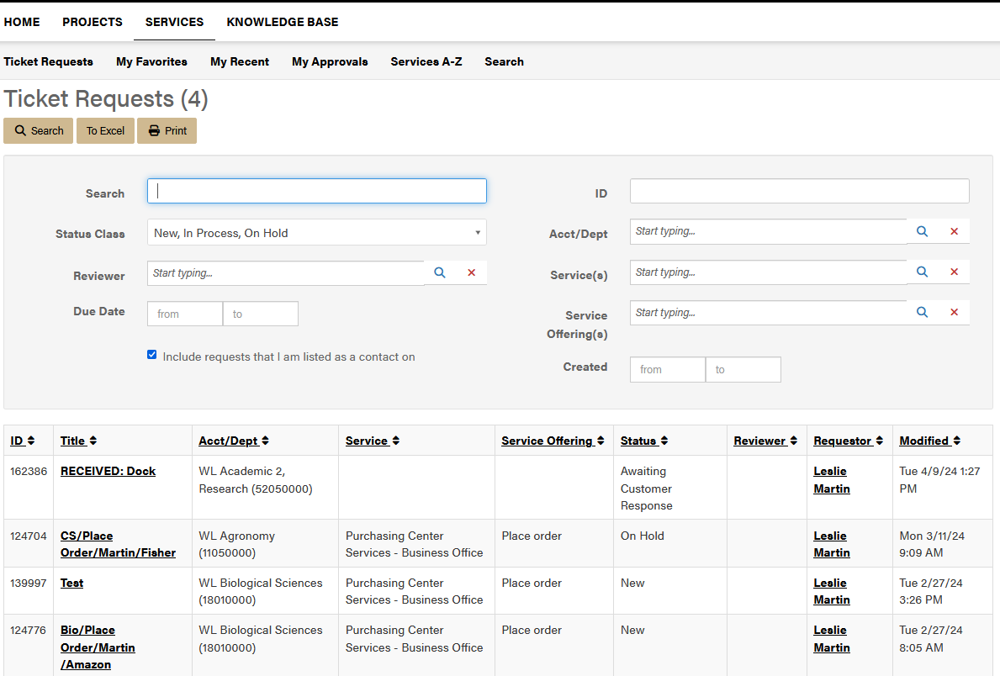 HOME PROJECTS SERVICES KNOWLEDGE BASE
Ticket Requests My Favorites My Recent My Approvals Services A-Z Search
Ticket Requests (4)
Search To Excel Print
Search ID
Status Class New, In Process, On Hold Acct/Dept Start typing...
Reviewer Start typing... Service(s) Start typing...
Due Date from to Service Offering(s) Start typing...
Include requests that I am listed as a contact on
Created from to
ID Title Acct/Dept Service Service Offering Status Reviewer Requestor Modified
162386 RECEIVED: Dock WL Academic 2, Awaiting Leslie Tue 4/9/24 1:27
Research (52050000) Customer Martin PM
Response
124704 CS/Place WL Agronomy Purchasing Center Place order On Hold Leslie Mon 3/11/24
Order/Martin/Fisher (11050000) Services - Business Office Martin 9:09 AM
139997 Test WL Biological Sciences Purchasing Center Place order New Leslie Tue 2/27/24
(18010000) Services - Business Office Martin 3:26 PM
124776 Bio/Place WL Biological Sciences Purchasing Center Place order New Leslie Tue 2/27/24
Order/Martin (18010000) Services - Business Office Martin 8:05 AM
/Amazon